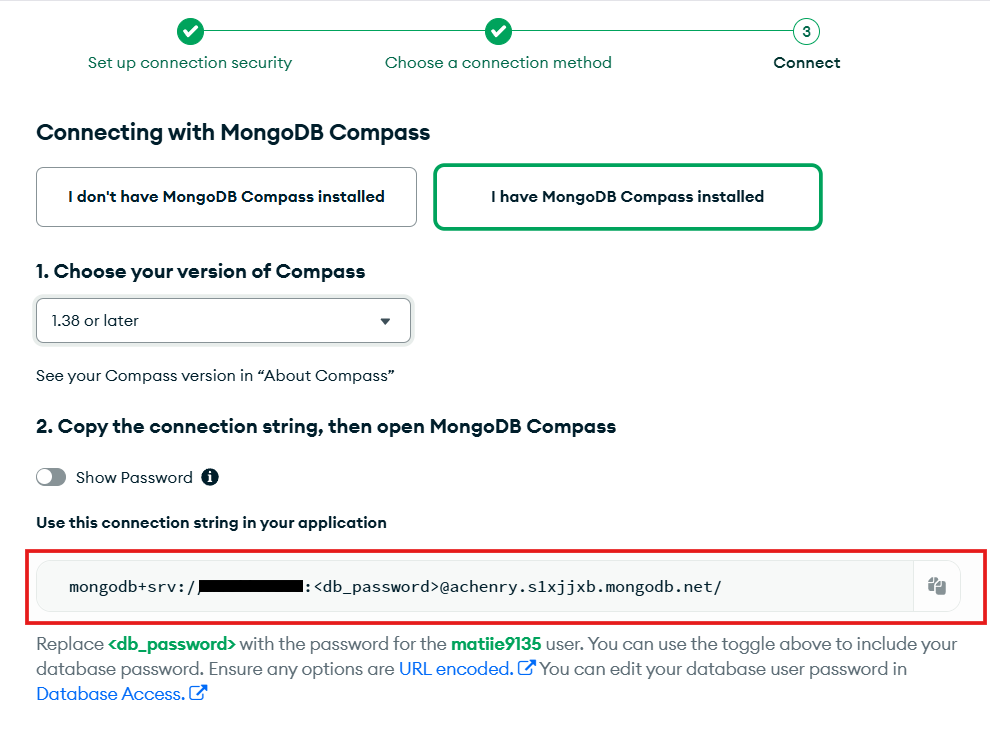 3
Set up connection security
Choose a connection method
Connect
Connecting with MongoDB Compass
I don't have MongoDB Compass installed
I have MongoDB Compass installed
1. Choose your version of Compass
1.38 or later
See your Compass version in “About Compass”
2. Copy the connection string, then open MongoDB Compass
Show Password
Use this connection string in your application
mongodb+srv:/ :<db_password>@achenry.s1xjjxb.mongodb.net/
Replace <db_password> with the password for the matiie9135 user. You can use the toggle above to include your
database password. Ensure any options are URL encoded. You can edit your database user password in
Database Access.